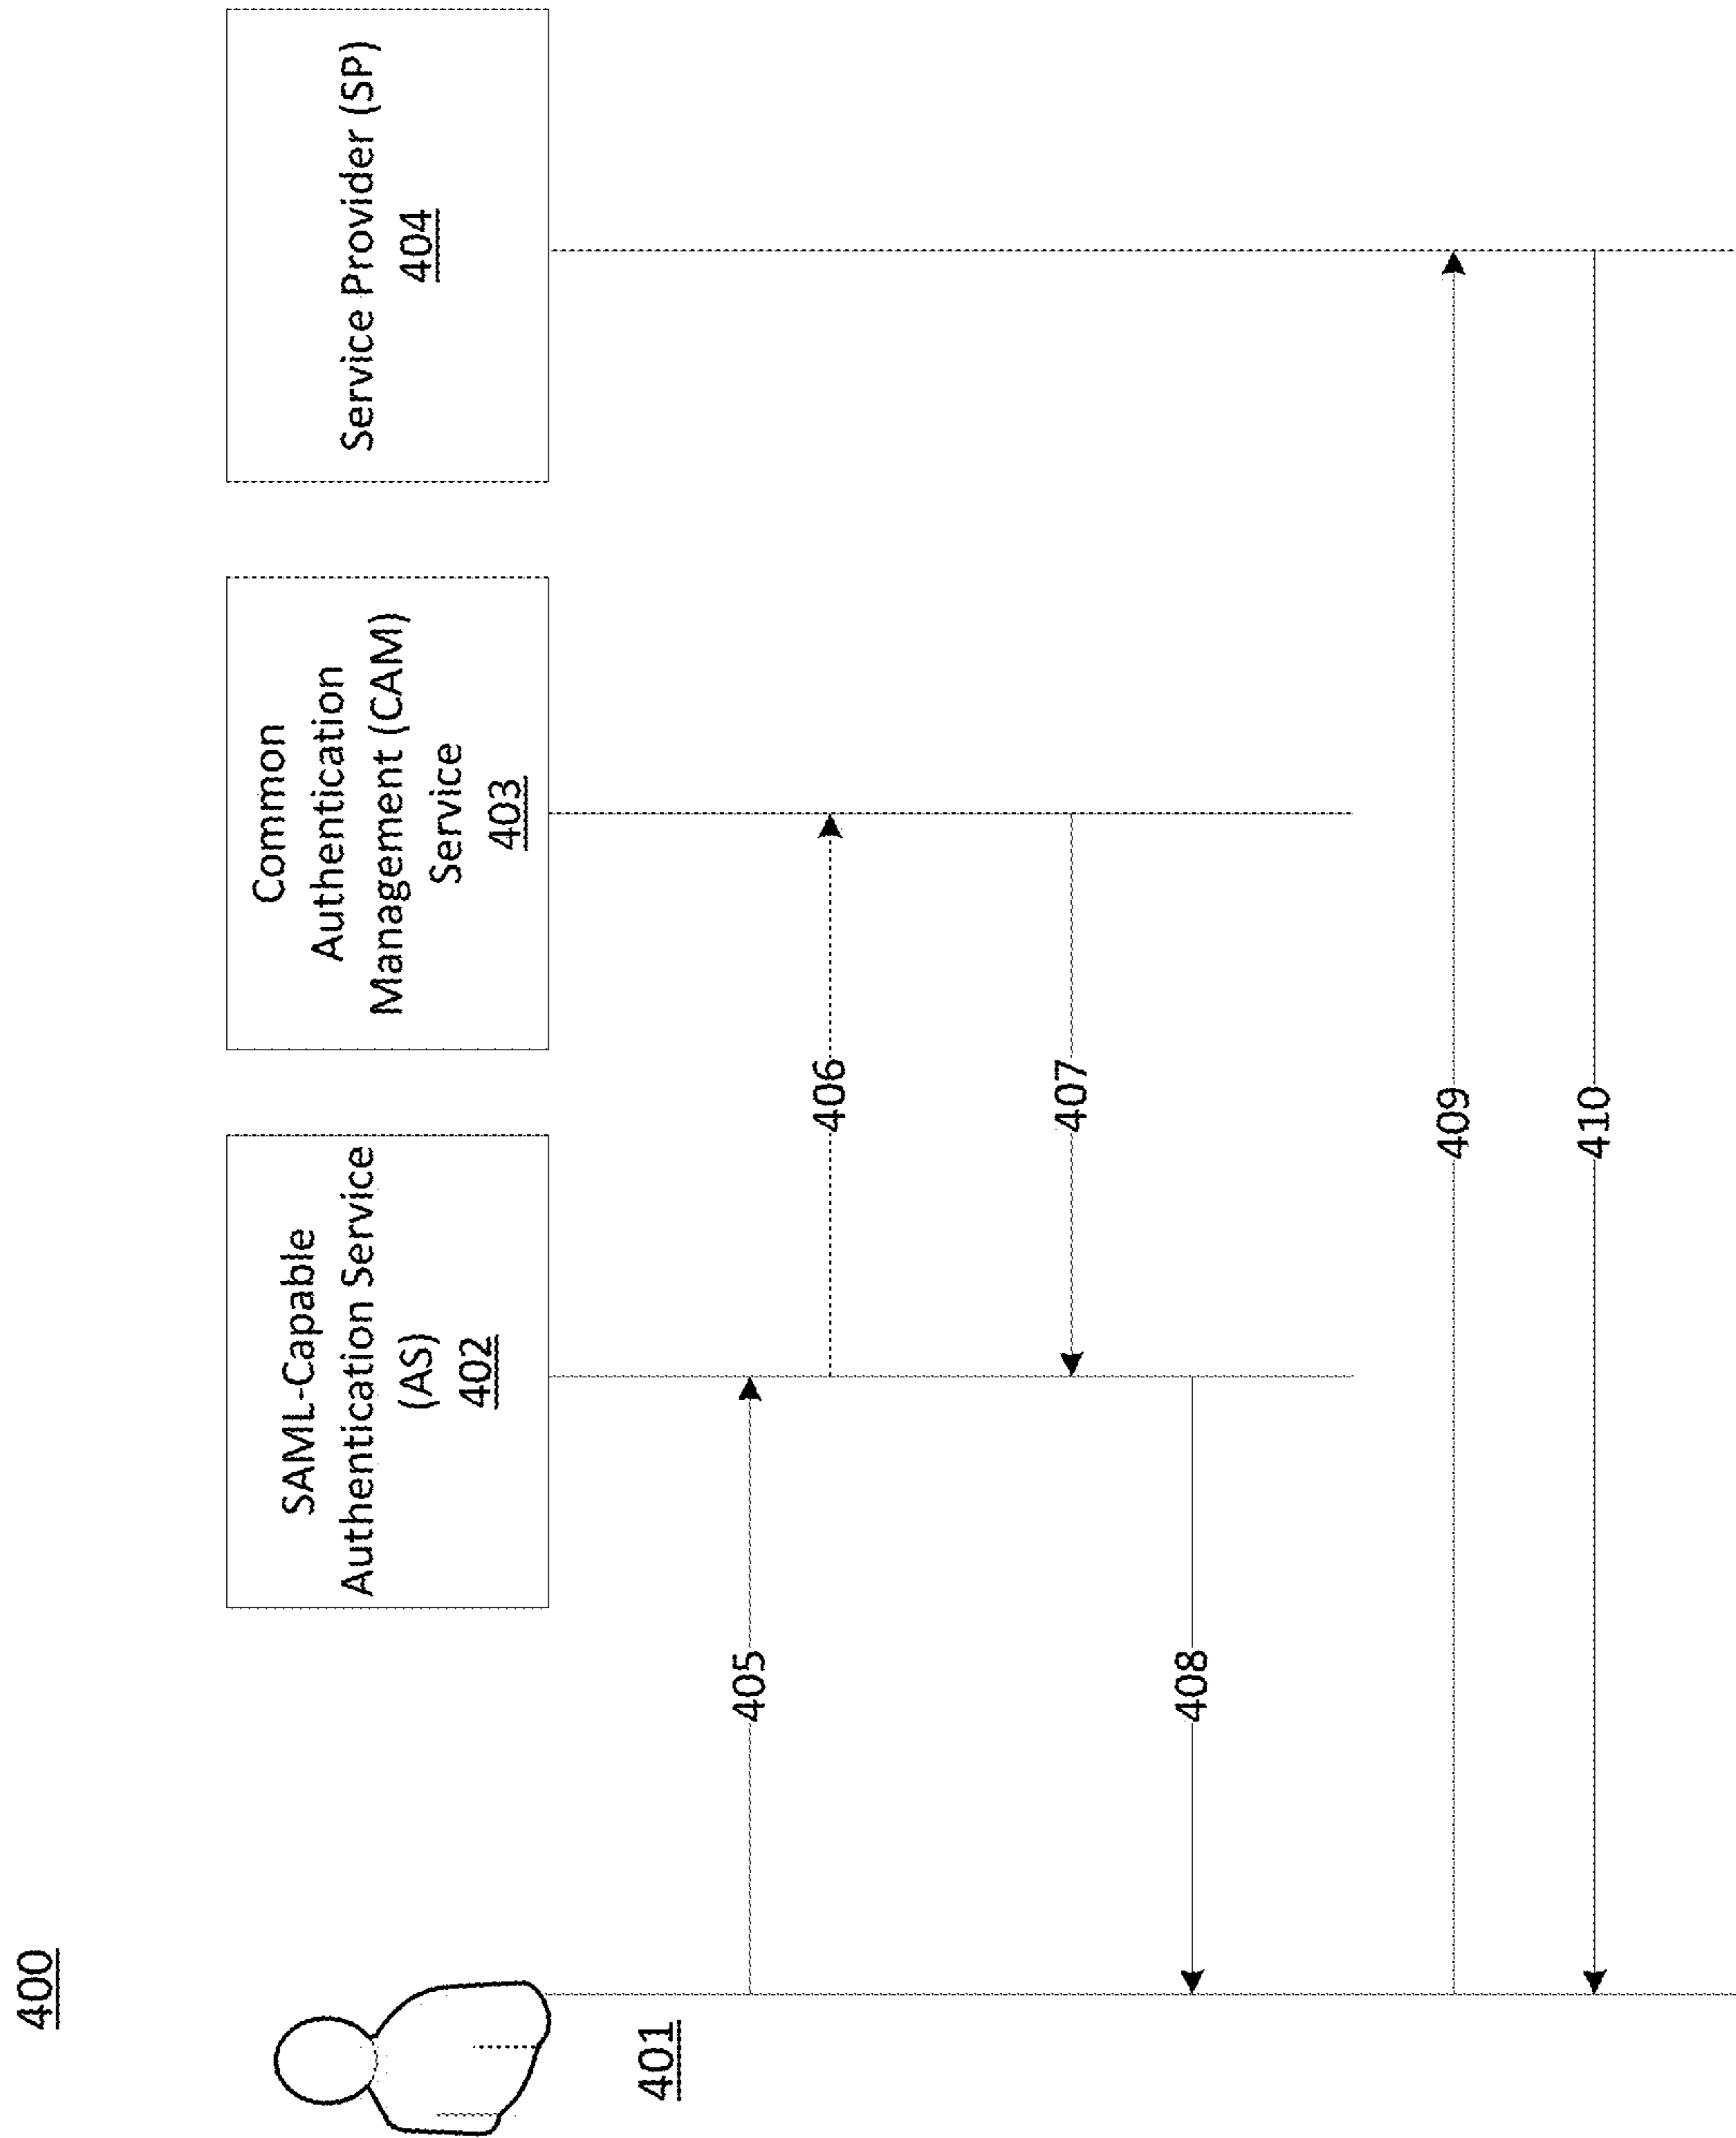 400
401
SAML-Capable
Authentication Service
(AS)
402
Common
Authentication
Management (CAM)
Service
403
Service Provider (SP)
404
405
406
407
408
409
410